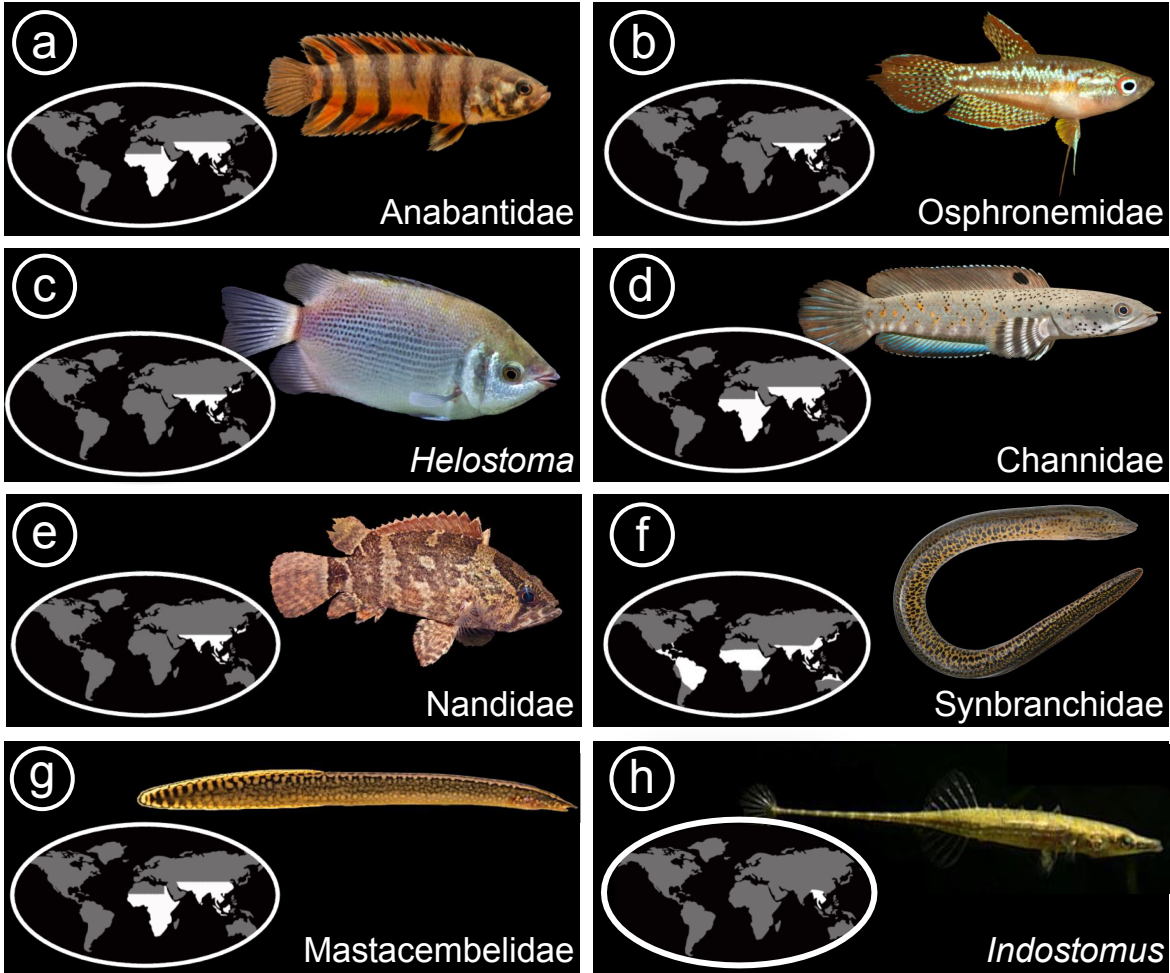 a
Anabantidae
b
Osphronemidae
c
Helostoma
d
Channidae
e
Nandidae
f
Synbranchidae
g
Mastacembelidae
h
Indostomus